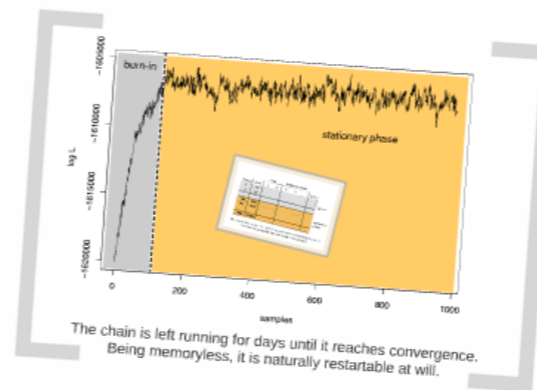 -1605000
burn-in
-1610000
stationary phase
log L
-1615000
-1620000
0
200
400
600
800
1000
samples
The chain is left running for days until it reaches convergence.
Being memoryless, it is naturally restartable at will.